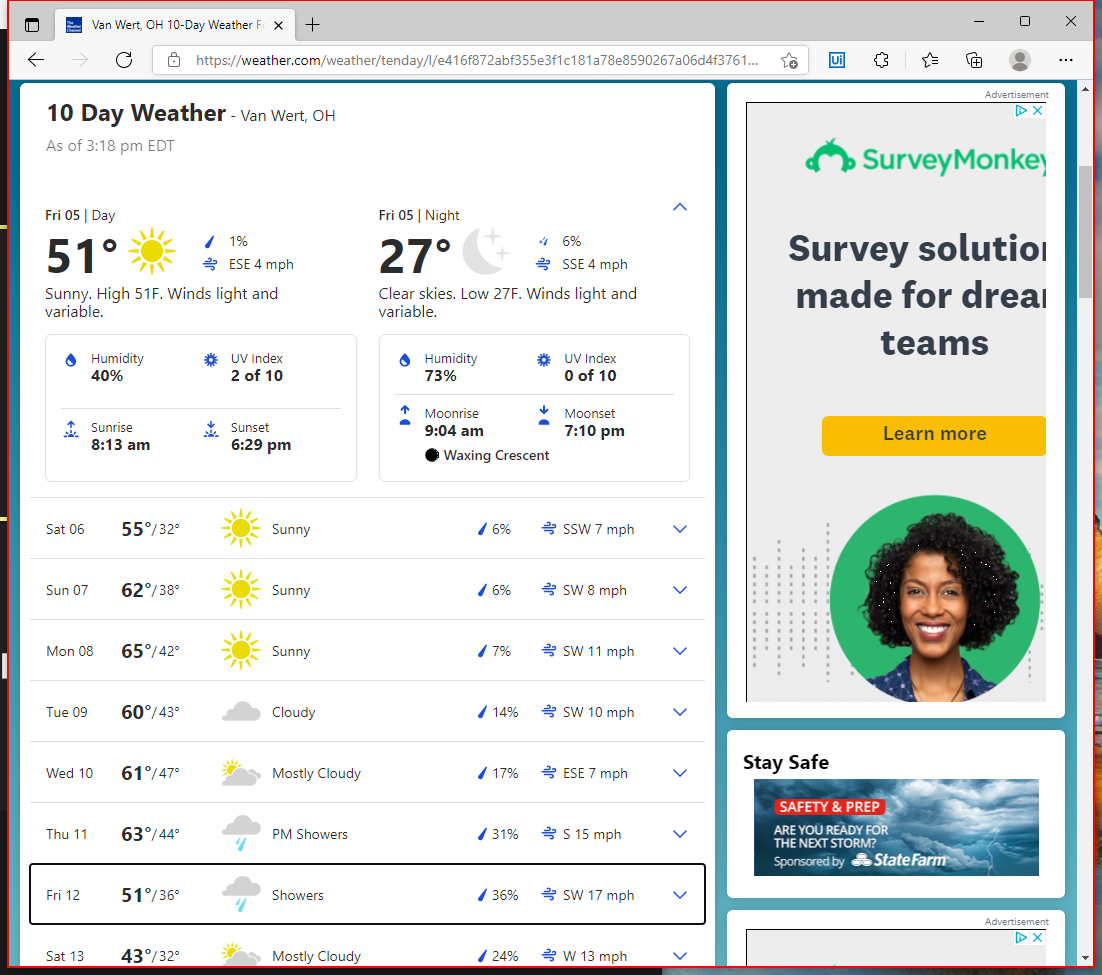 Van Wert, OH 10-Day Weather Fo
https://weather.com/weather/tenday/l/e416f872abf355e3f1c181a78e8590267a06d4f3761...
Ui
10 Day Weather - Van Wert, OH
As of 3:18 pm EDT
Fri 05 | Day
51°
1%
ESE 4 mph
Sunny. High 51F. Winds light and
variable.
Humidity
40%
UV Index
2 of 10
Sunrise
8:13 am
Sunset
6:29 pm
Fri 05 | Night
27°
6%
SSE 4 mph
Clear skies. Low 27F. Winds light and
variable.
Humidity
73%
UV Index
0 of 10
Moonrise
9:04 am
Moonset
7:10 pm
Waxing Crescent
Sat 06 55°/32° Sunny 6% SSW 7 mph
Sun 07 62°/38° Sunny 6% SW 8 mph
Mon 08 65°/42° Sunny 7% SW 11 mph
Tue 09 60°/43° Cloudy 14% SW 10 mph
Wed 10 61°/47° Mostly Cloudy 17% ESE 7 mph
Thu 11 63°/44° PM Showers 31% S 15 mph
Fri 12 51°/36° Showers 36% SW 17 mph
Sat 13 43°/32° Mostly Cloudy 24% W 13 mph
Advertisement
SurveyMonkey
Survey solution
made for drear
teams
Learn more
Stay Safe
SAFETY & PREP
ARE YOU READY FOR
THE NEXT STORM?
Sponsored by StateFarm
Advertisement